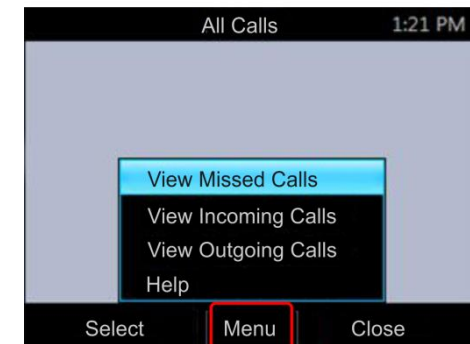 All Calls 1:21 PM
View Missed Calls
View Incoming Calls
View Outgoing Calls
Help
Select Menu Close